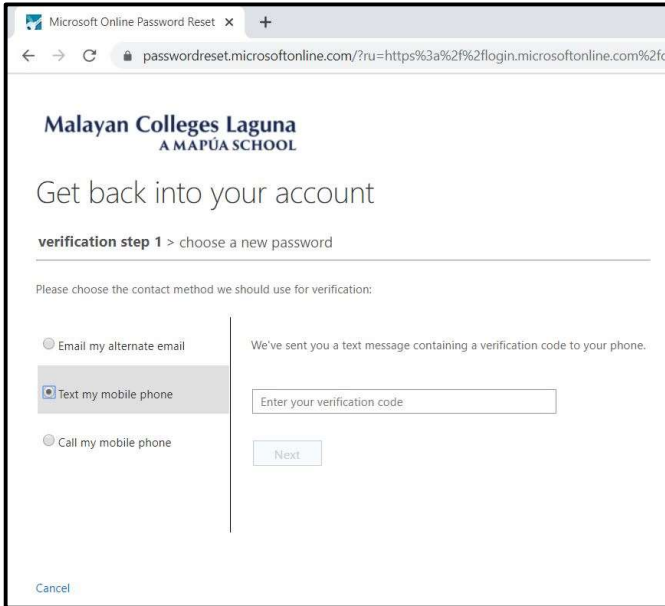 Microsoft Online Password Reset
passwordreset.microsoftonline.com/?ru=https%3a%2f%2flogin.microsoftonline.com%2fc
Malayan Colleges Laguna
A MAPÚA SCHOOL
Get back into your account
verification step 1 > choose a new password
Please choose the contact method we should use for verification:
Email my alternate email
Text my mobile phone
Call my mobile phone
We've sent you a text message containing a verification code to your phone.
Enter your verification code
Next
Cancel